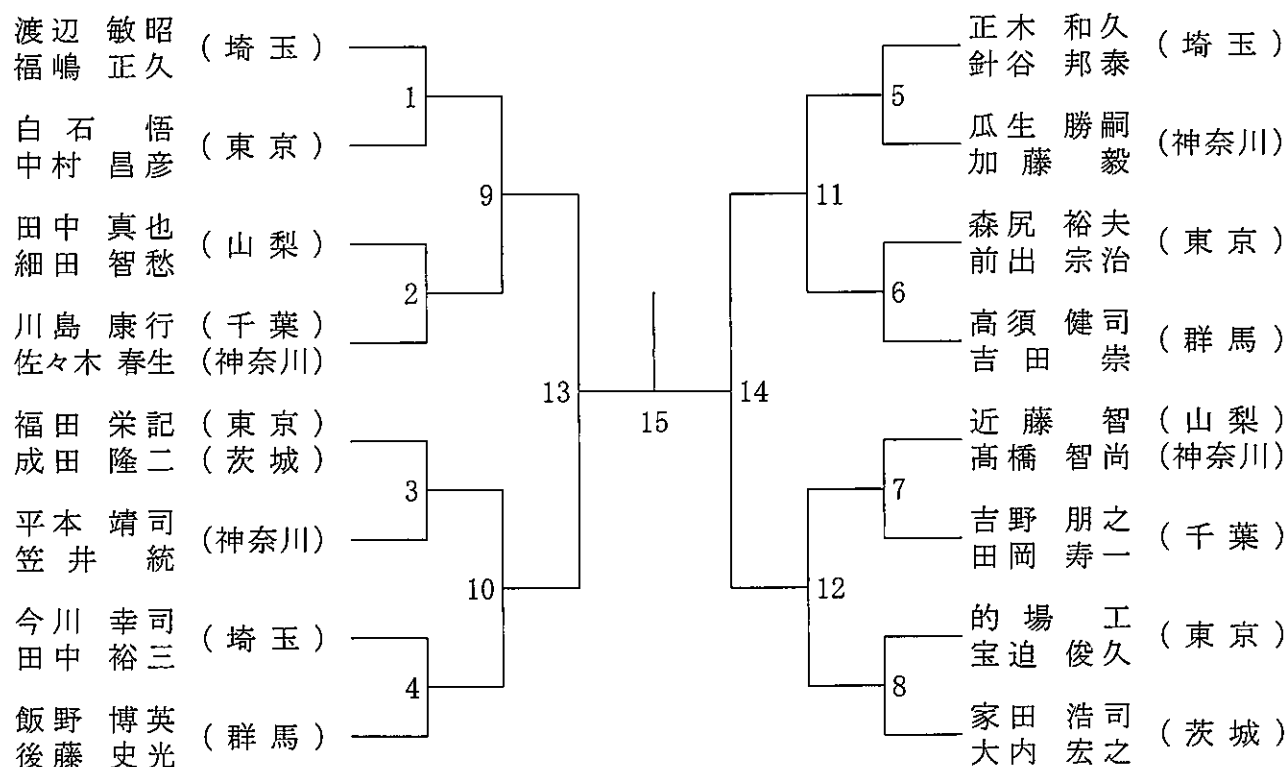 渡辺 敏昭 (埼玉)
福嶋 正久
1
白石 悟 (東京)
中村 昌彦
9
田中 真也 (山梨)
細田 智愁
2
川島 康行 (千葉)
佐々木 春生 (神奈川)
13
福田 栄記 (東京)
成田 隆二 (茨城)
3
平本 靖司 (神奈川)
笠井 統
10
今川 幸司 (埼玉)
田中 裕三
4
飯野 博英 (群馬)
後藤 史光
15
正木 和久 (埼玉)
針谷 邦泰
5
瓜生 勝嗣 (神奈川)
加藤 毅
11
森尻 裕夫 (東京)
前出 宗治
6
高須 健司 (群馬)
吉田 崇
14
近藤 智 (山梨)
髙橋 智尚 (神奈川)
7
吉野 朋之 (千葉)
田岡 寿一
12
的場 工 (東京)
宝迫 俊久
8
家田 浩司 (茨城)
大内 宏之